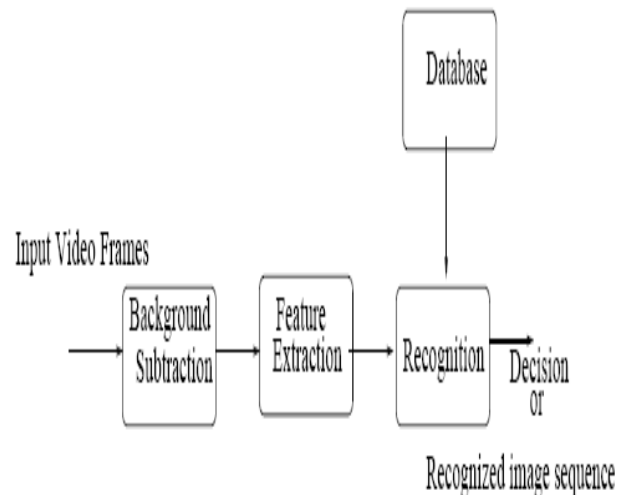 Database
Input Video Frames
Background
Subtraction
Feature
Extraction
Recognition
Decision
or
Recognized image sequence